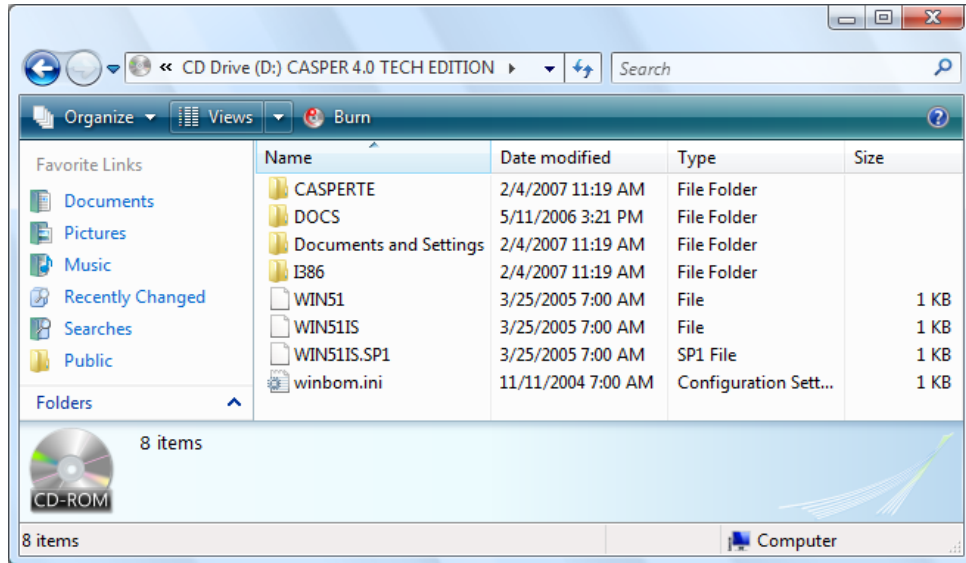 « CD Drive (D:) CASPER 4.0 TECH EDITION Search
Organize Views Burn
Favorite Links
Documents
Pictures
Music
Recently Changed
Searches
Public
Folders
Name Date modified Type Size
CASPERTE 2/4/2007 11:19 AM File Folder
DOCS 5/11/2006 3:21 PM File Folder
Documents and Settings 2/4/2007 11:19 AM File Folder
I386 2/4/2007 11:19 AM File Folder
WIN51 3/25/2005 7:00 AM File 1 KB
WIN51IS 3/25/2005 7:00 AM File 1 KB
WIN51IS.SP1 3/25/2005 7:00 AM SP1 File 1 KB
winbom.ini 11/11/2004 7:00 AM Configuration Sett... 1 KB
8 items
CD-ROM
8 items Computer